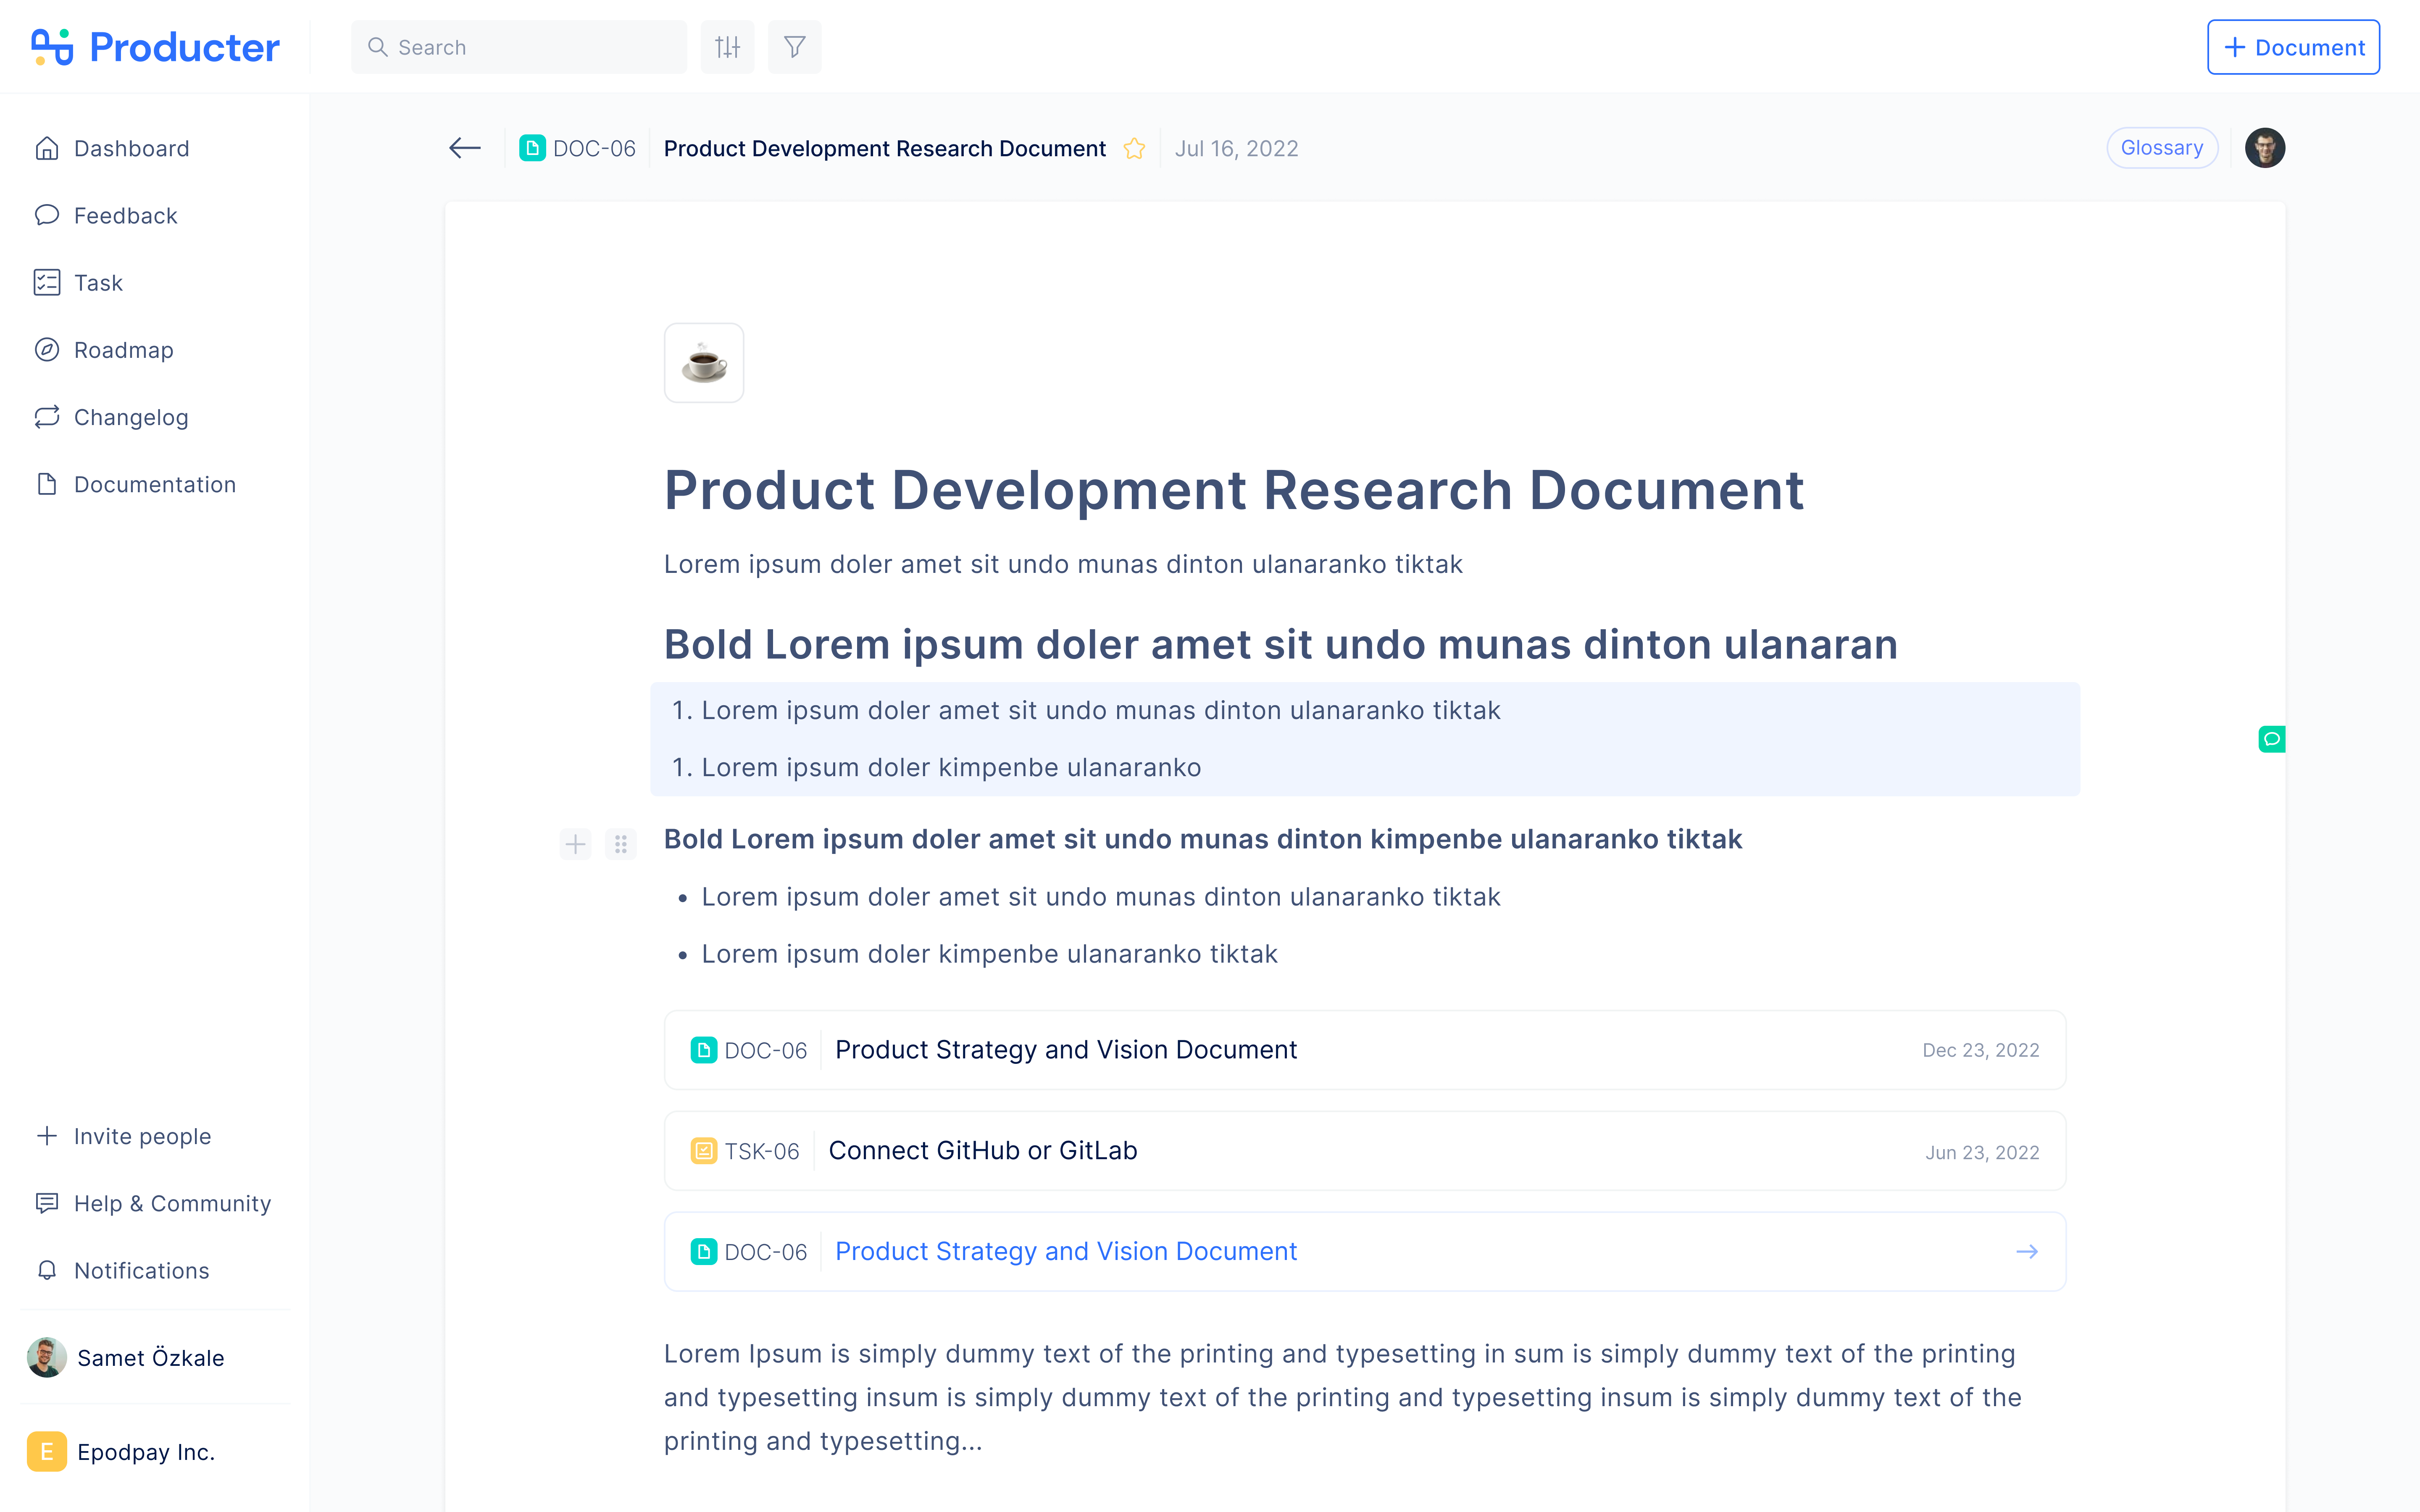 Producter
Search
+ Document
Dashboard
Feedback
Task
Roadmap
Changelog
Documentation
Invite people
Help & Community
Notifications
Samet Özkale
E Epodpay Inc.
DOC-06 Product Development Research Document Jul 16, 2022 Glossary
Product Development Research Document
Lorem ipsum doler amet sit undo munas dinton ulanaranko tiktak
Bold Lorem ipsum doler amet sit undo munas dinton ulanaran
1. Lorem ipsum doler amet sit undo munas dinton ulanaranko tiktak
1. Lorem ipsum doler kimpenbe ulanaranko
Bold Lorem ipsum doler amet sit undo munas dinton kimpenbe ulanaranko tiktak
• Lorem ipsum doler amet sit undo munas dinton ulanaranko tiktak
• Lorem ipsum doler kimpenbe ulanaranko tiktak
DOC-06 Product Strategy and Vision Document Dec 23, 2022
TSK-06 Connect GitHub or GitLab Jun 23, 2022
DOC-06 Product Strategy and Vision Document
Lorem Ipsum is simply dummy text of the printing and typesetting in sum is simply dummy text of the printing
and typesetting insum is simply dummy text of the printing and typesetting insum is simply dummy text of the
printing and typesetting...